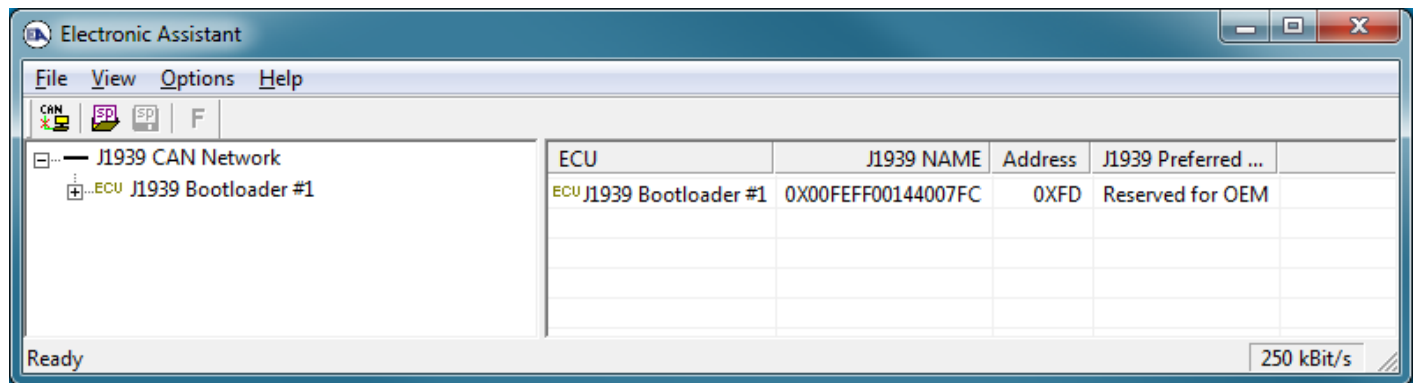 Electronic Assistant
File View Options Help
CAN SP SP F
J1939 CAN Network
ECU J1939 Bootloader #1
ECU J1939 NAME Address J1939 Preferred ...
ECU J1939 Bootloader #1 0X00FEFF00144007FC 0XFD Reserved for OEM
Ready 250 kBit/s